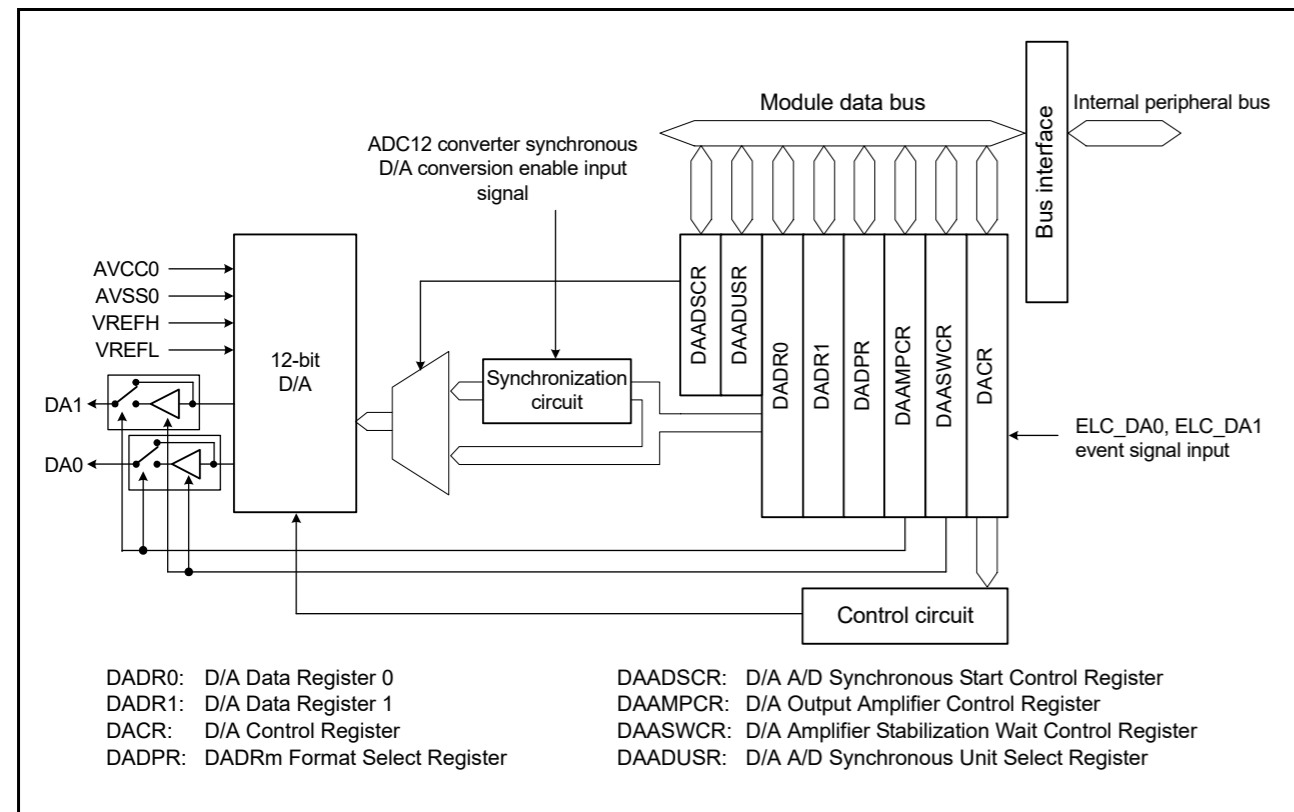 Module data bus
Internal peripheral bus
Bus interface
ADC12 converter synchronous
D/A conversion enable input
signal
AVCC0
AVSS0
VREFH
VREFL
12-bit
D/A
DA1
DA0
Synchronization
circuit
DAADSCR
DAADUSR
DADR0
DADR1
DADPR
DAAMPCR
DAASWCR
DACR
ELC_DA0, ELC_DA1
event signal input
Control circuit
DADR0: D/A Data Register 0
DADR1: D/A Data Register 1
DACR: D/A Control Register
DADPR: DADRm Format Select Register
DAADSCR: D/A A/D Synchronous Start Control Register
DAAMPCR: D/A Output Amplifier Control Register
DAASWCR: D/A Amplifier Stabilization Wait Control Register
DAADUSR: D/A A/D Synchronous Unit Select Register